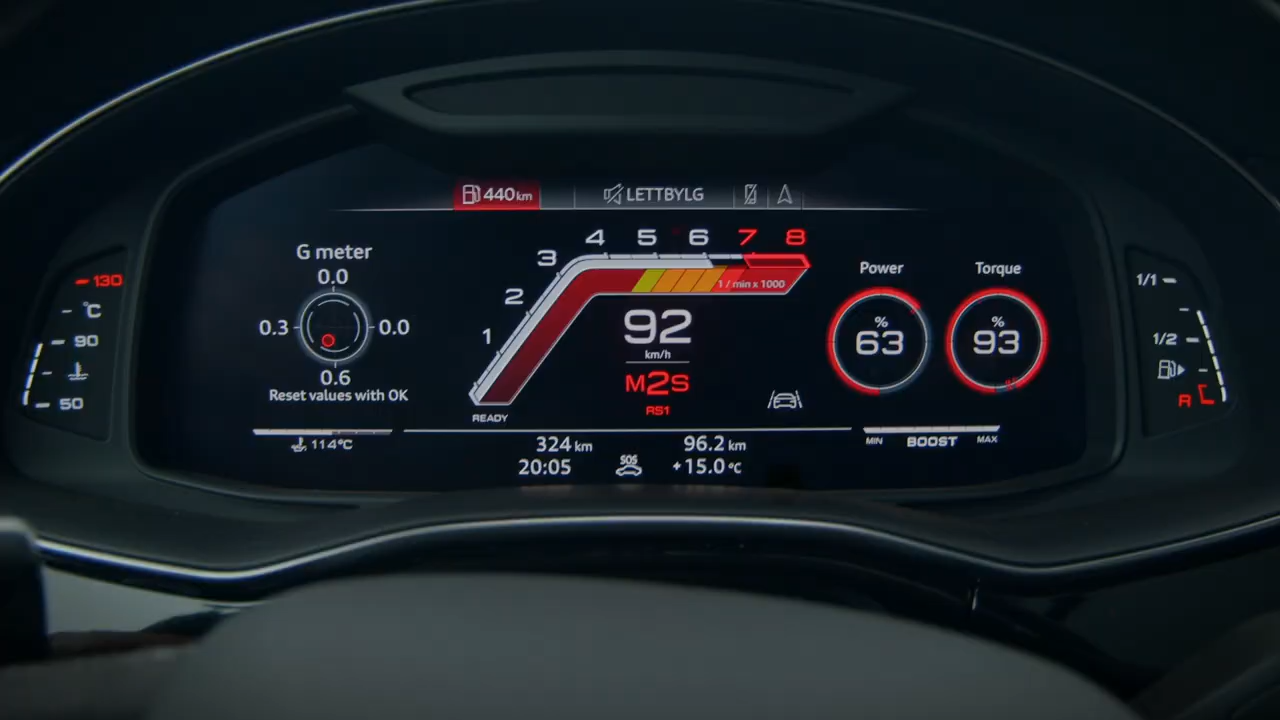 440 km
LETTBYLG
G meter
0.0
0.3
0.0
0.6
Reset values with OK
114°C
130
°C
90
50
1
2
3
4
5
6
7
8
1 / min x 1000
92
km/h
M2S
RS1
READY
Power
%
63
Torque
%
93
MIN
BOOST
MAX
324 km
96.2 km
20:05
SOS
+15.0 °C
1/1
1/2
R